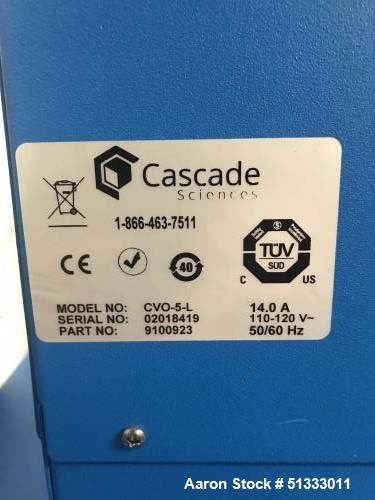 Cascade
Sciences
1-866-463-7511
CE
40
TÜV
SÜD
C US
MODEL NO: CVO-5-L 14.0 A
SERIAL NO: 02018419 110-120 V~
PART NO: 9100923 50/60 Hz
Aaron Stock # 51333011